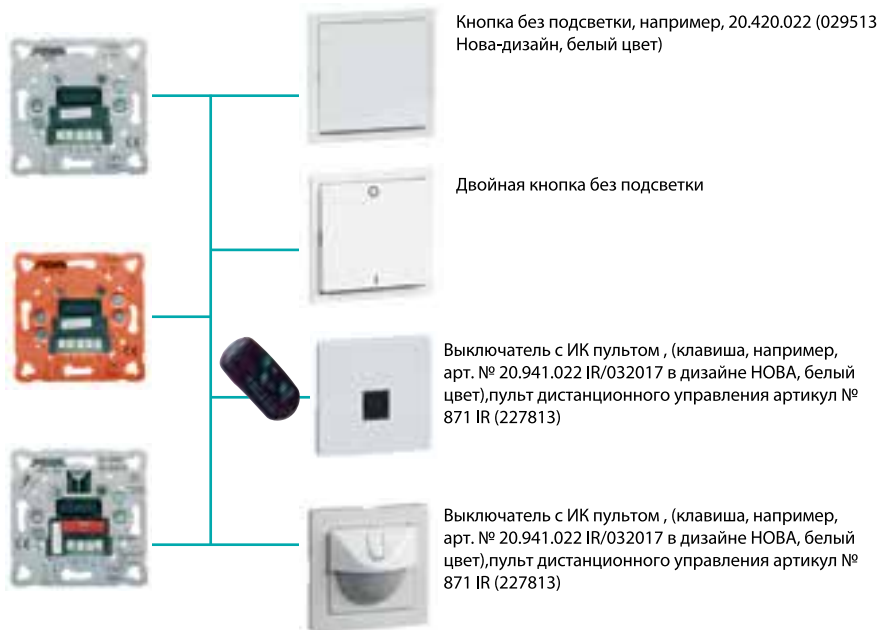 Кнопка без подсветки, например, 20.420.022 (029513
Нова-дизайн, белый цвет)
Двойная кнопка без подсветки
Выключатель с ИК пультом , (клавиша, например,
арт. № 20.941.022 IR/032017 в дизайне НОВА, белый
цвет),пульт дистанционного управления артикул №
871 IR (227813)
Выключатель с ИК пультом , (клавиша, например,
арт. № 20.941.022 IR/032017 в дизайне НОВА, белый
цвет),пульт дистанционного управления артикул №
871 IR (227813)